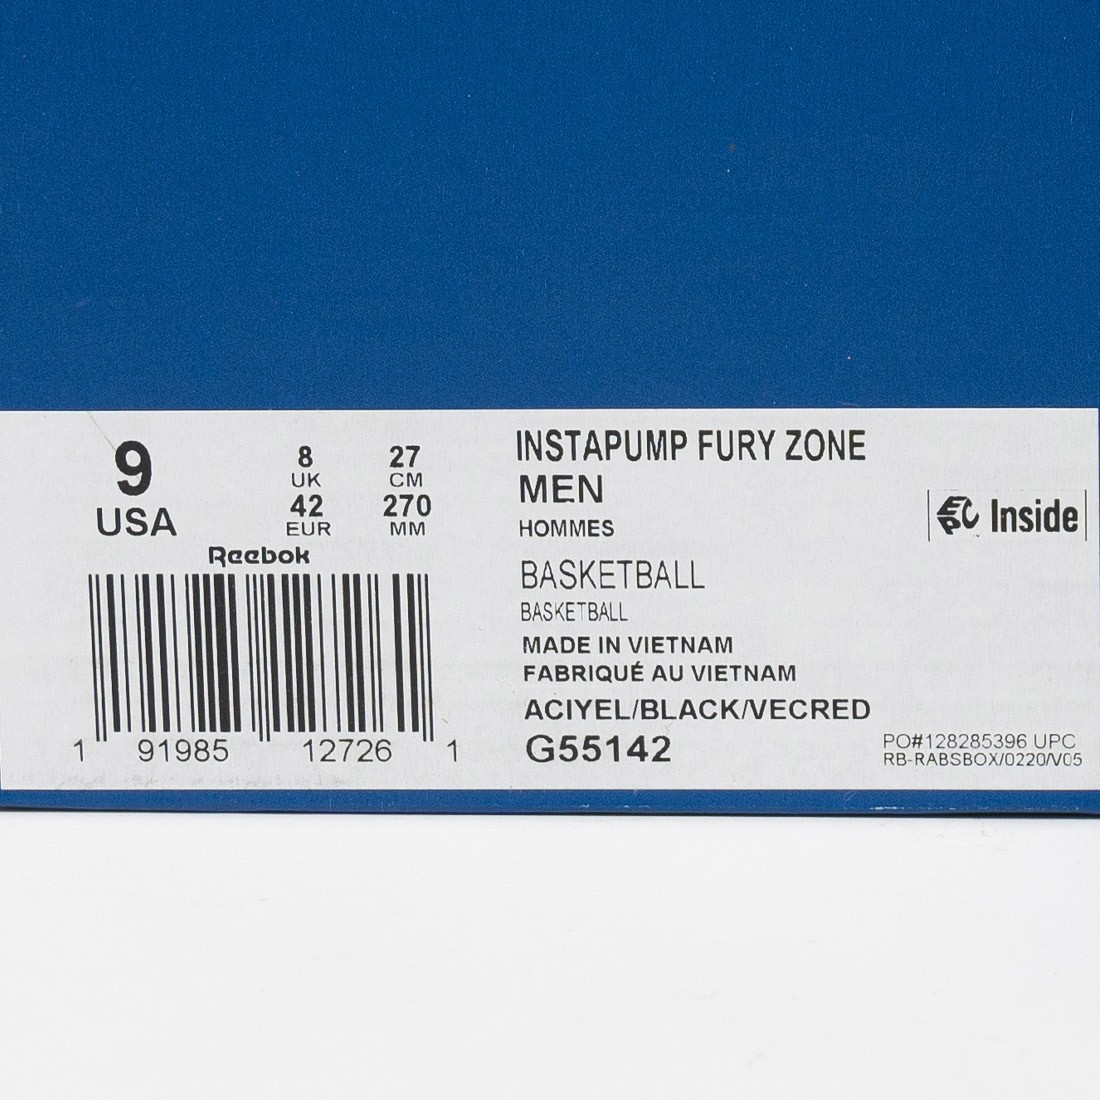 9
USA
8
UK
42
EUR
27
CM
270
MM
Reebok
1 91985 12726 1
INSTAPUMP FURY ZONE
MEN
HOMMES
BASKETBALL
BASKETBALL
MADE IN VIETNAM
FABRIQUÉ AU VIETNAM
ACIYEL/BLACK/VECRED
G55142
EPC Inside
PO#128285396 UPC
RB-RABSBOX/0220/V05